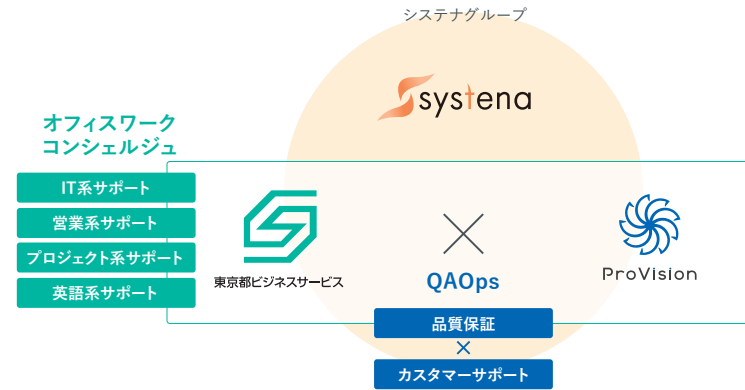 システナグループ
systena
オフィスワーク
コンシェルジュ
IT系サポート
営業系サポート
プロジェクト系サポート
英語系サポート
東京都ビジネスサービス
QAOps
ProVision
品質保証
×
カスタマーサポート